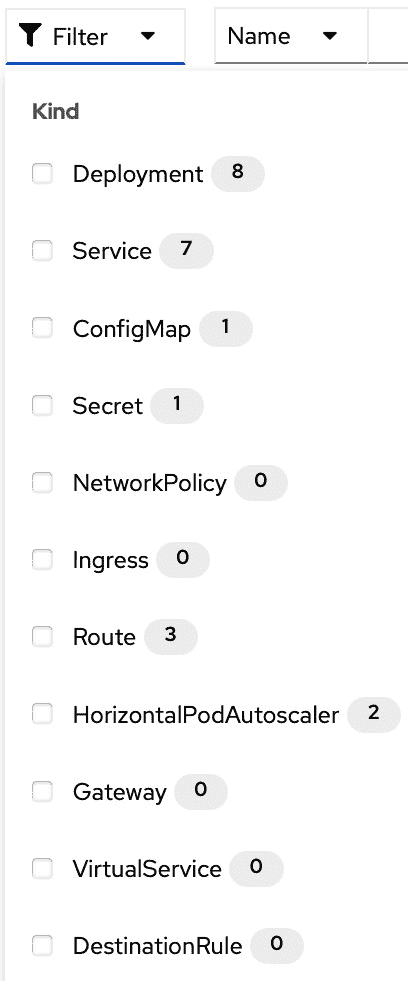 Filter Name
Kind
Deployment 8
Service 7
ConfigMap 1
Secret 1
NetworkPolicy 0
Ingress 0
Route 3
HorizontalPodAutoscaler 2
Gateway 0
VirtualService 0
DestinationRule 0